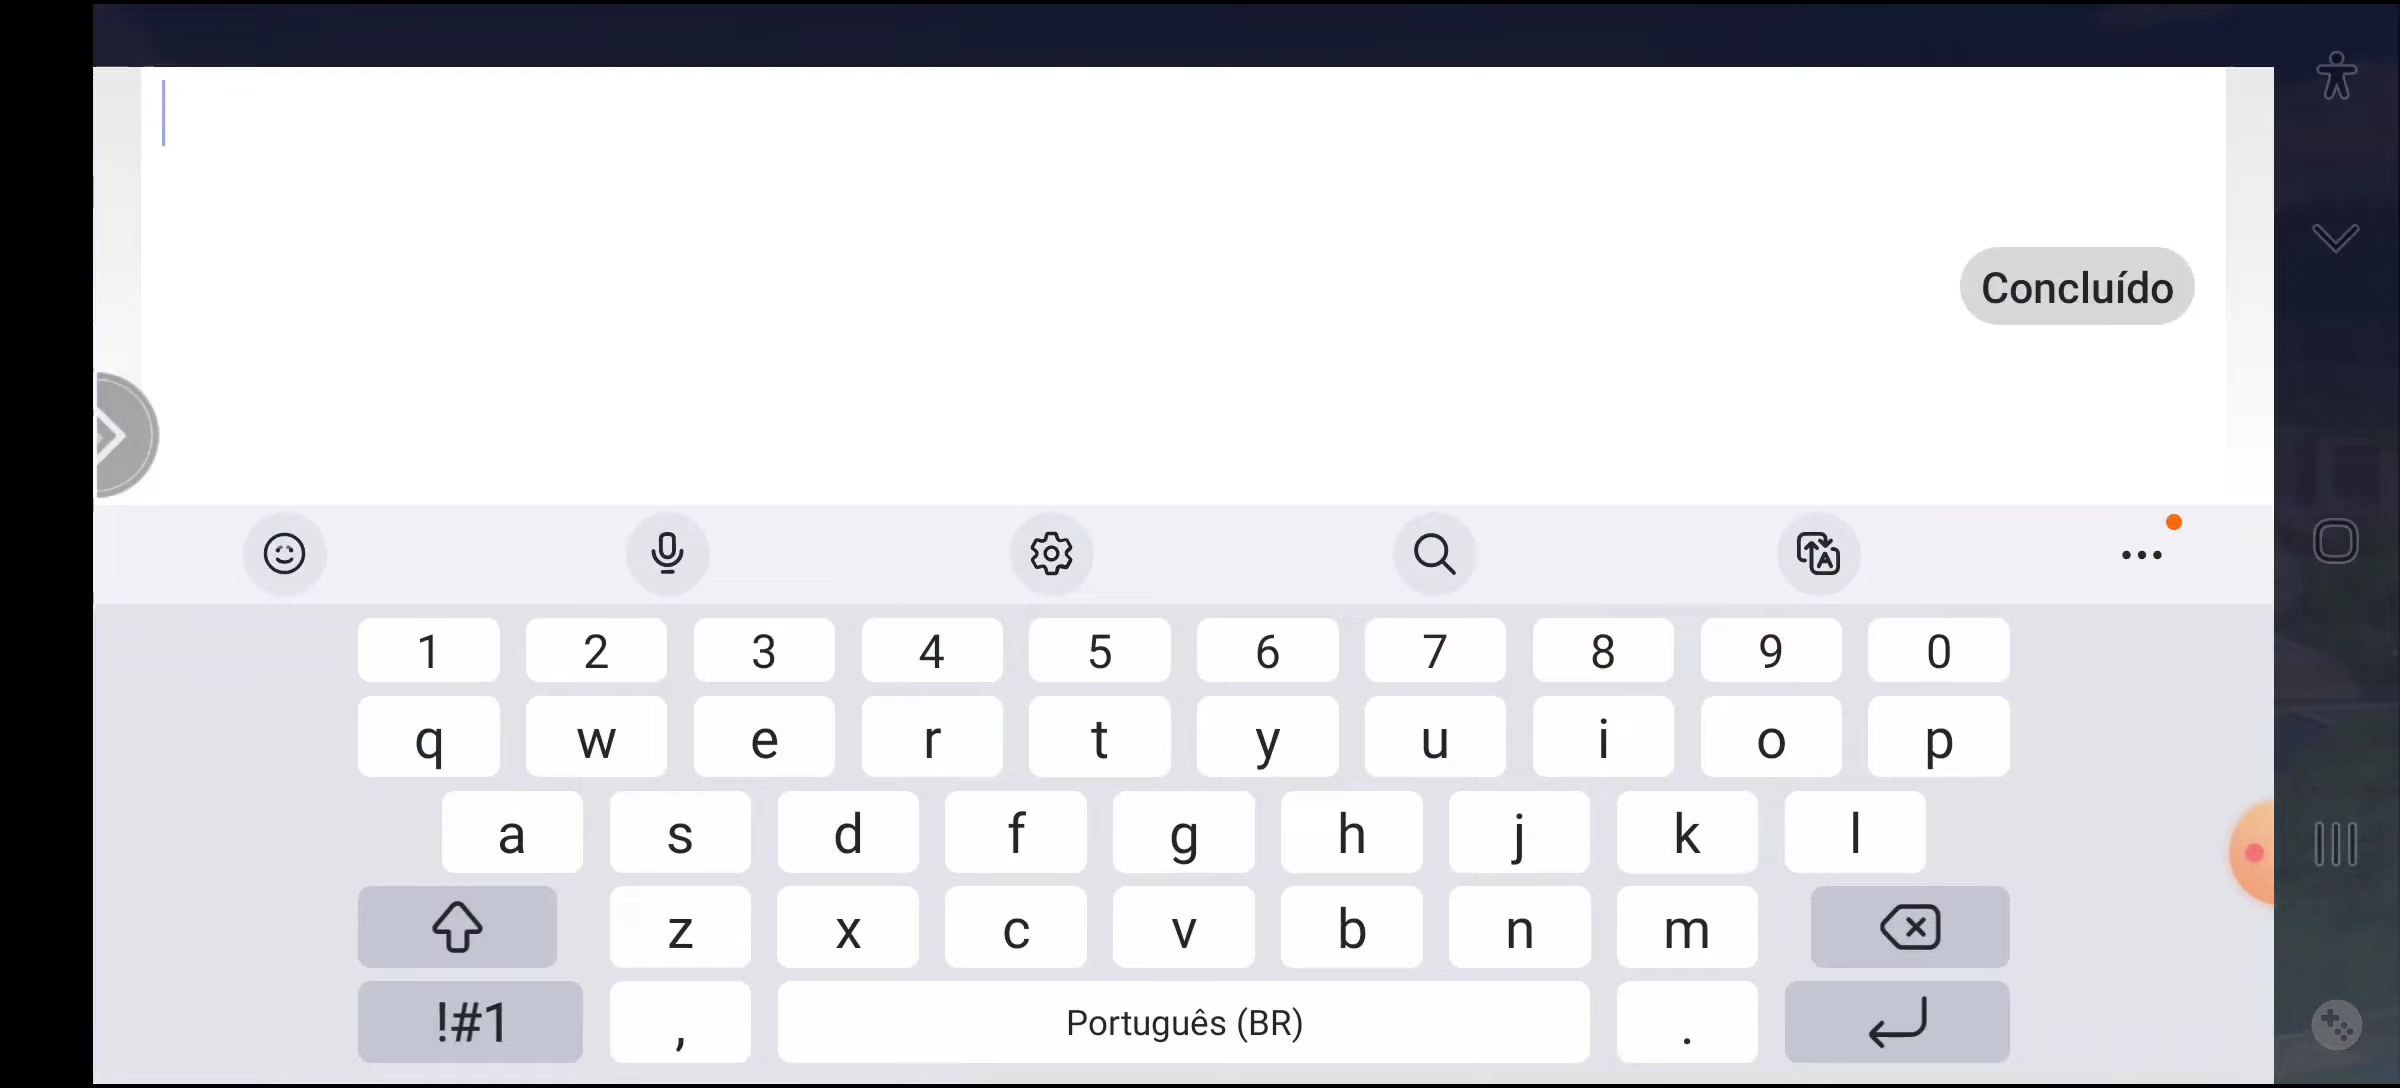 Concluído
1 2 3 4 5 6 7 8 9 0
q w e r t y u i o p
a s d f g h j k l
z x c v b n m
!#1 , Português (BR) .